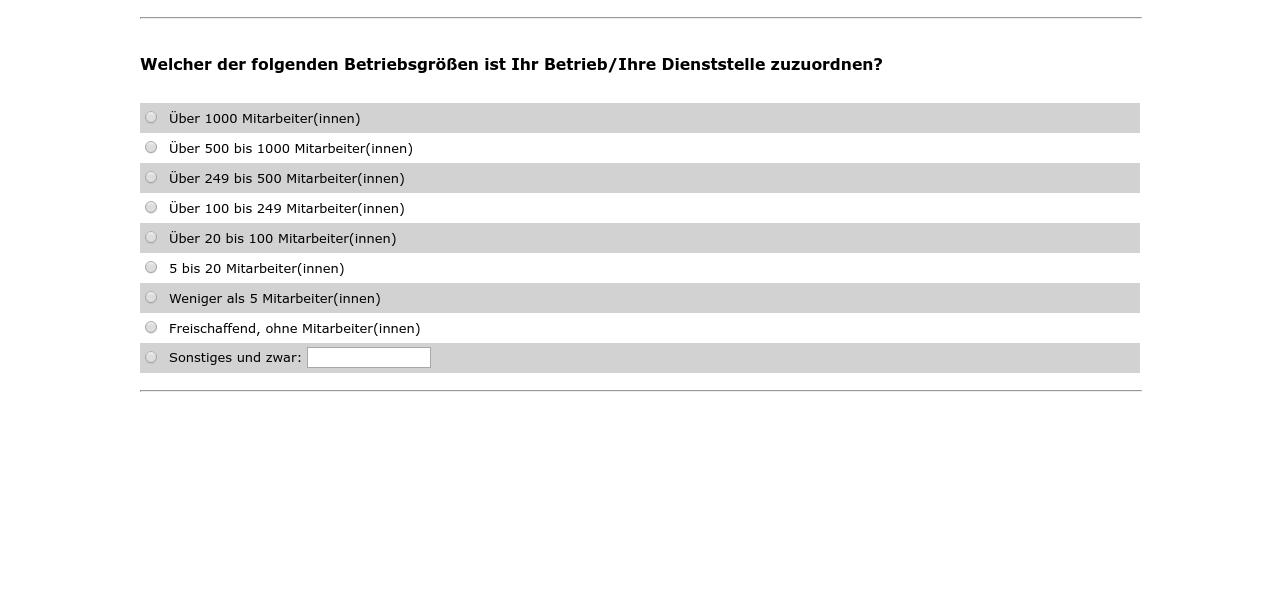 Welcher der folgenden Betriebsgrößen ist Ihr Betrieb/Ihre Dienststelle zuzuordnen?
Über 1000 Mitarbeiter(innen)
Über 500 bis 1000 Mitarbeiter(innen)
Über 249 bis 500 Mitarbeiter(innen)
Über 100 bis 249 Mitarbeiter(innen)
Über 20 bis 100 Mitarbeiter(innen)
5 bis 20 Mitarbeiter(innen)
Weniger als 5 Mitarbeiter(innen)
Freischaffend, ohne Mitarbeiter(innen)
Sonstiges und zwar: